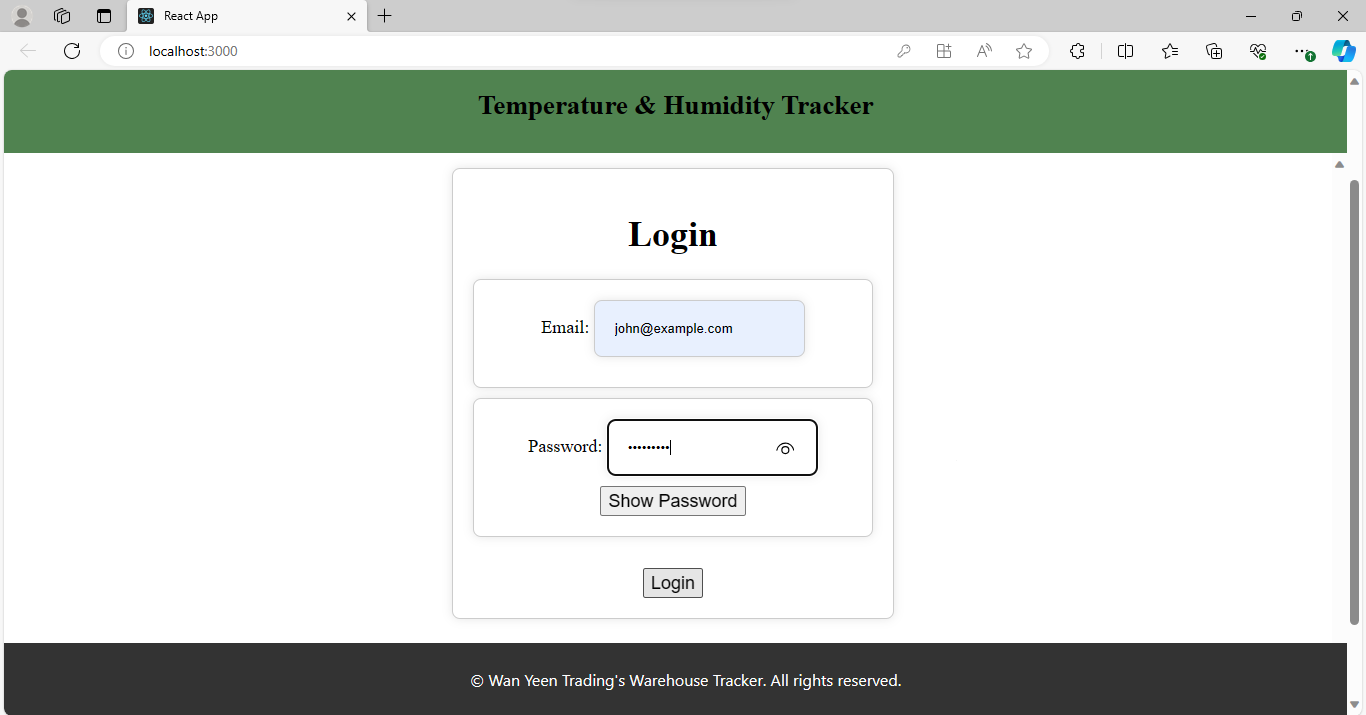 React App
localhost:3000
Temperature & Humidity Tracker
Login
Email: john@example.com
Password: •••••••••
Show Password
Login
© Wan Yeen Trading's Warehouse Tracker. All rights reserved.